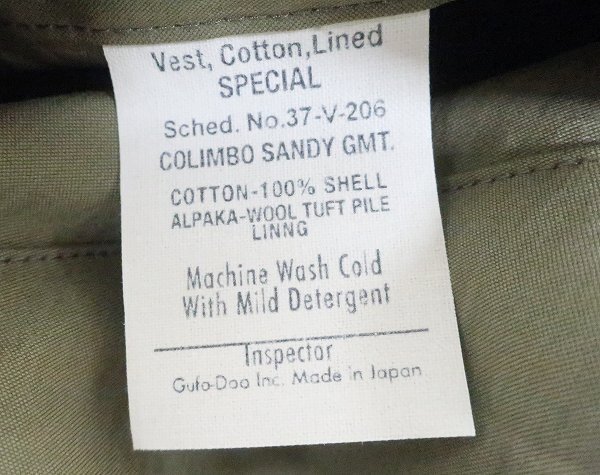 Vest, Cotton,Lined
SPECIAL
Sched. No.37-V-206
COLIMBO SANDY GMT.
COTTON-100% SHELL
ALPAKA-WOOL TUFT PILE
LINNG
Machine Wash Cold
With Mild Detergent
Inspector
Gufo-Doo Inc. Made in Japan.